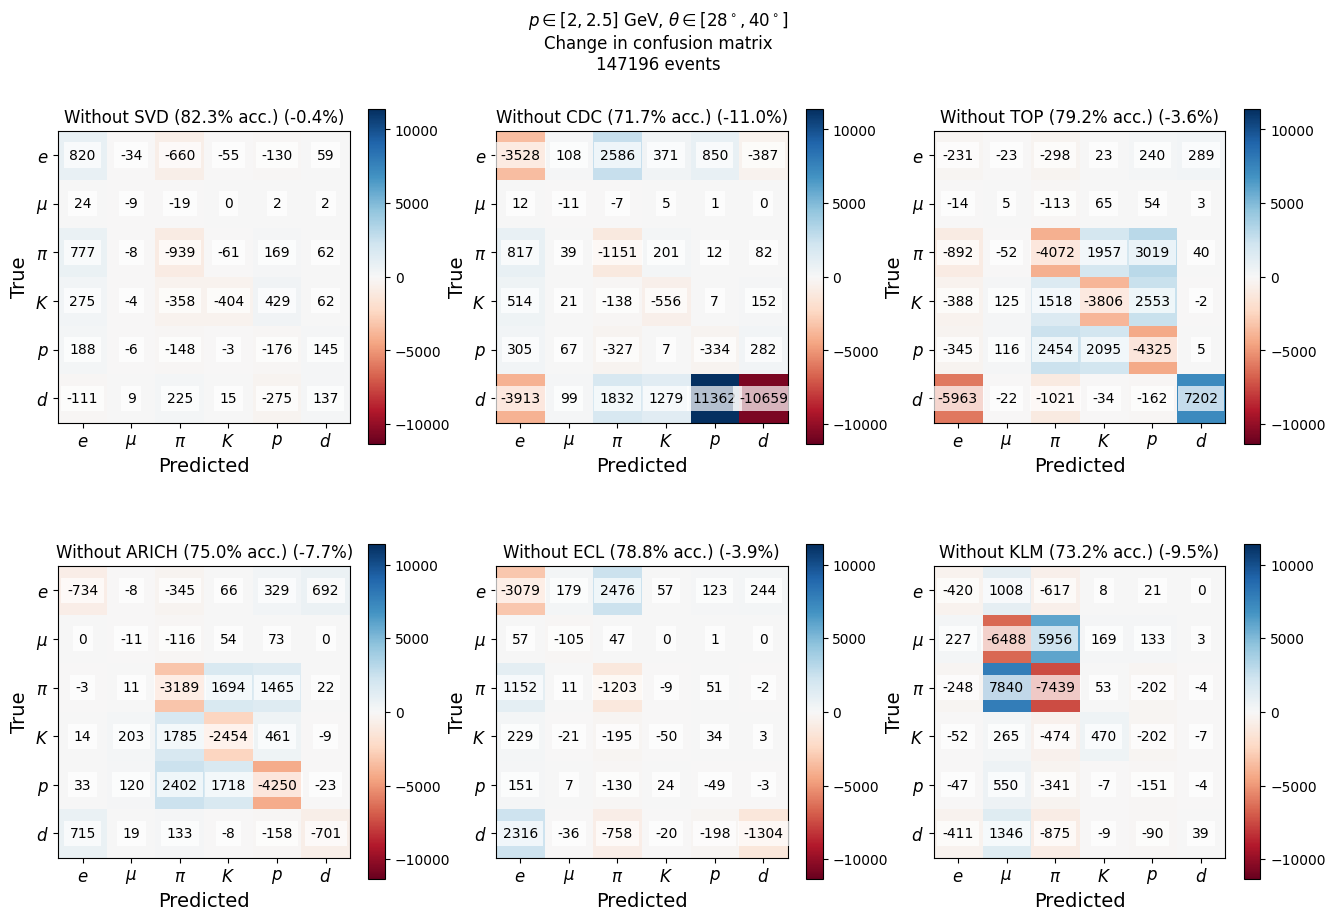 p ∈ [2, 2.5] GeV, θ ∈ [28°, 40°]
Change in confusion matrix
147196 events
Without SVD (82.3% acc.) (-0.4%)
e 820 -34 -660 -55 -130 59
μ 24 -9 -19 0 2 2
π 777 -8 -939 -61 169 62
K 275 -4 -358 -404 429 62
p 188 -6 -148 -3 -176 145
d -111 9 225 15 -275 137
e μ π K p d
Predicted
True
10000
5000
0
−5000
−10000
Without CDC (71.7% acc.) (-11.0%)
e -3528 108 2586 371 850 -387
μ 12 -11 -7 5 1 0
π 817 39 -1151 201 12 82
K 514 21 -138 -556 7 152
p 305 67 -327 7 -334 282
d -3913 99 1832 1279 11362 -10659
e μ π K p d
Predicted
True
10000
5000
0
−5000
−10000
Without TOP (79.2% acc.) (-3.6%)
e -231 -23 -298 23 240 289
μ -14 5 -113 65 54 3
π -892 -52 -4072 1957 3019 40
K -388 125 1518 -3806 2553 -2
p -345 116 2454 2095 -4325 5
d -5963 -22 -1021 -34 -162 7202
e μ π K p d
Predicted
True
10000
5000
0
−5000
−10000
Without ARICH (75.0% acc.) (-7.7%)
e -734 -8 -345 66 329 692
μ 0 -11 -116 54 73 0
π -3 11 -3189 1694 1465 22
K 14 203 1785 -2454 461 -9
p 33 120 2402 1718 -4250 -23
d 715 19 133 -8 -158 -701
e μ π K p d
Predicted
True
10000
5000
0
−5000
−10000
Without ECL (78.8% acc.) (-3.9%)
e -3079 179 2476 57 123 244
μ 57 -105 47 0 1 0
π 1152 11 -1203 -9 51 -2
K 229 -21 -195 -50 34 3
p 151 7 -130 24 -49 -3
d 2316 -36 -758 -20 -198 -1304
e μ π K p d
Predicted
True
10000
5000
0
−5000
−10000
Without KLM (73.2% acc.) (-9.5%)
e -420 1008 -617 8 21 0
μ 227 -6488 5956 169 133 3
π -248 7840 -7439 53 -202 -4
K -52 265 -474 470 -202 -7
p -47 550 -341 -7 -151 -4
d -411 1346 -875 -9 -90 39
e μ π K p d
Predicted
True
10000
5000
0
−5000
−10000